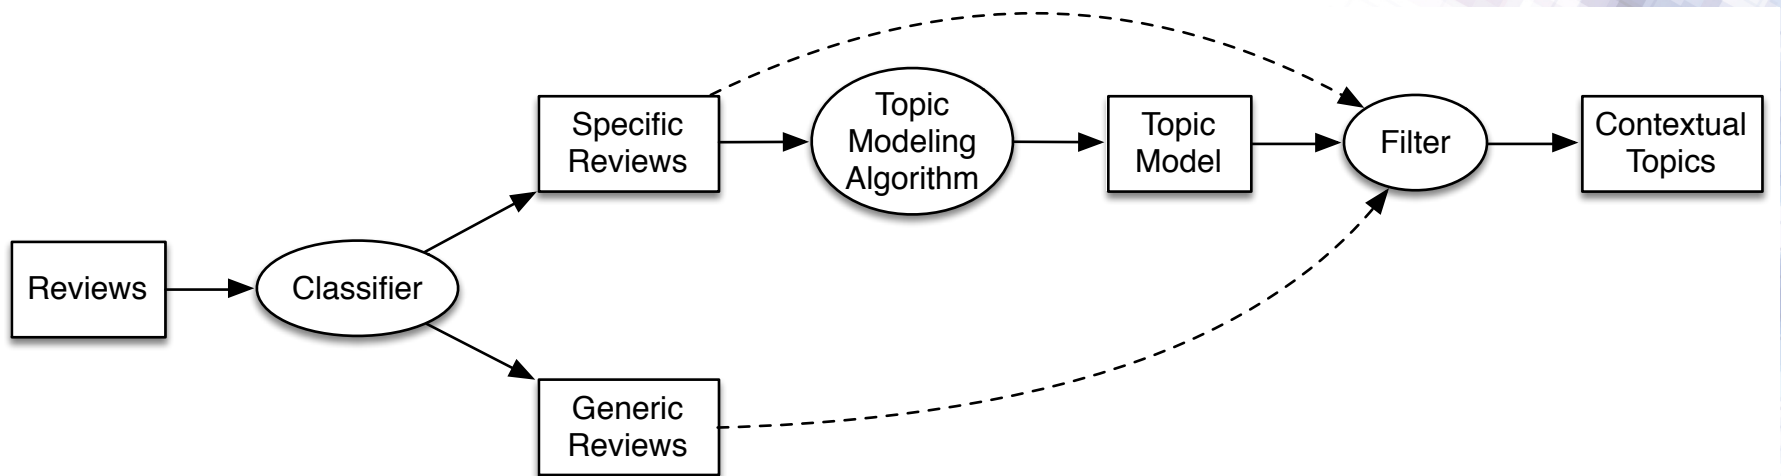 Reviews
Classifier
Specific
Reviews
Generic
Reviews
Topic
Modeling
Algorithm
Topic
Model
Filter
Contextual
Topics